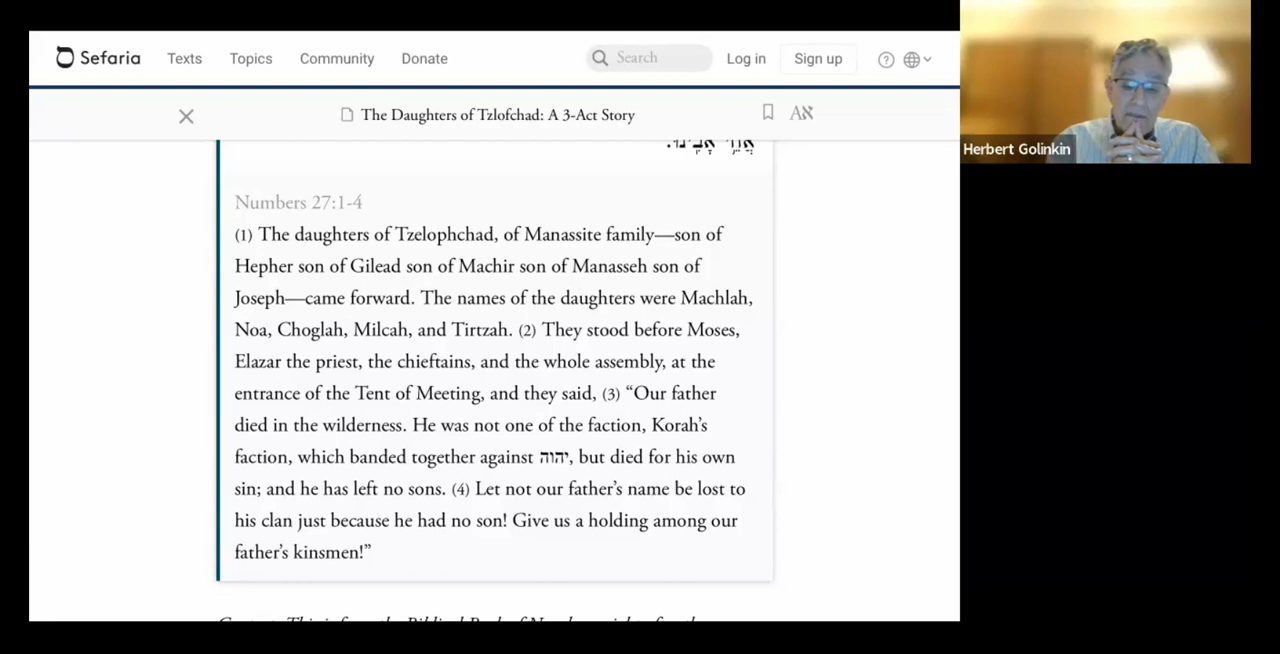 Sefaria Texts Topics Community Donate Search Log in Sign up
The Daughters of Tzlofchad: A 3-Act Story Aא
Herbert Golinkin
אֲחֵ֥י אָבִֽינוּ׃
Numbers 27:1-4
(1) The daughters of Tzelophchad, of Manassite family—son of
Hepher son of Gilead son of Machir son of Manasseh son of
Joseph—came forward. The names of the daughters were Machlah,
Noa, Choglah, Milcah, and Tirtzah. (2) They stood before Moses,
Elazar the priest, the chieftains, and the whole assembly, at the
entrance of the Tent of Meeting, and they said, (3) “Our father
died in the wilderness. He was not one of the faction, Korah’s
faction, which banded together against יהוה, but died for his own
sin; and he has left no sons. (4) Let not our father’s name be lost to
his clan just because he had no son! Give us a holding among our
father’s kinsmen!”